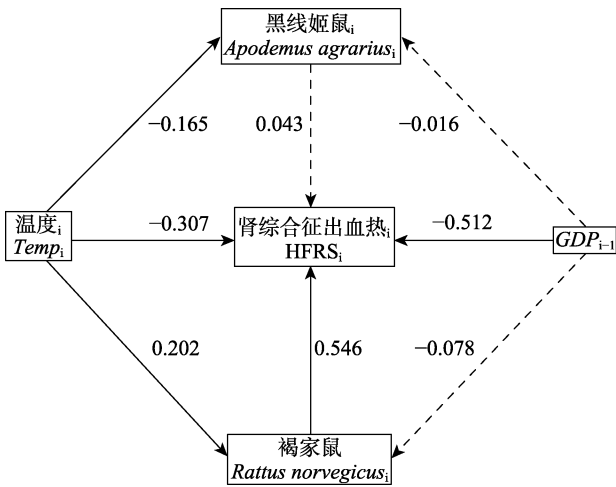 黑线姬鼠i
Apodemus agrariusi
−0.165
0.043
−0.016
温度i
Tempi
−0.307
肾综合征出血热i
HFRSi
−0.512
GDPi−1
0.202
0.546
−0.078
褐家鼠
Rattus norvegicusi